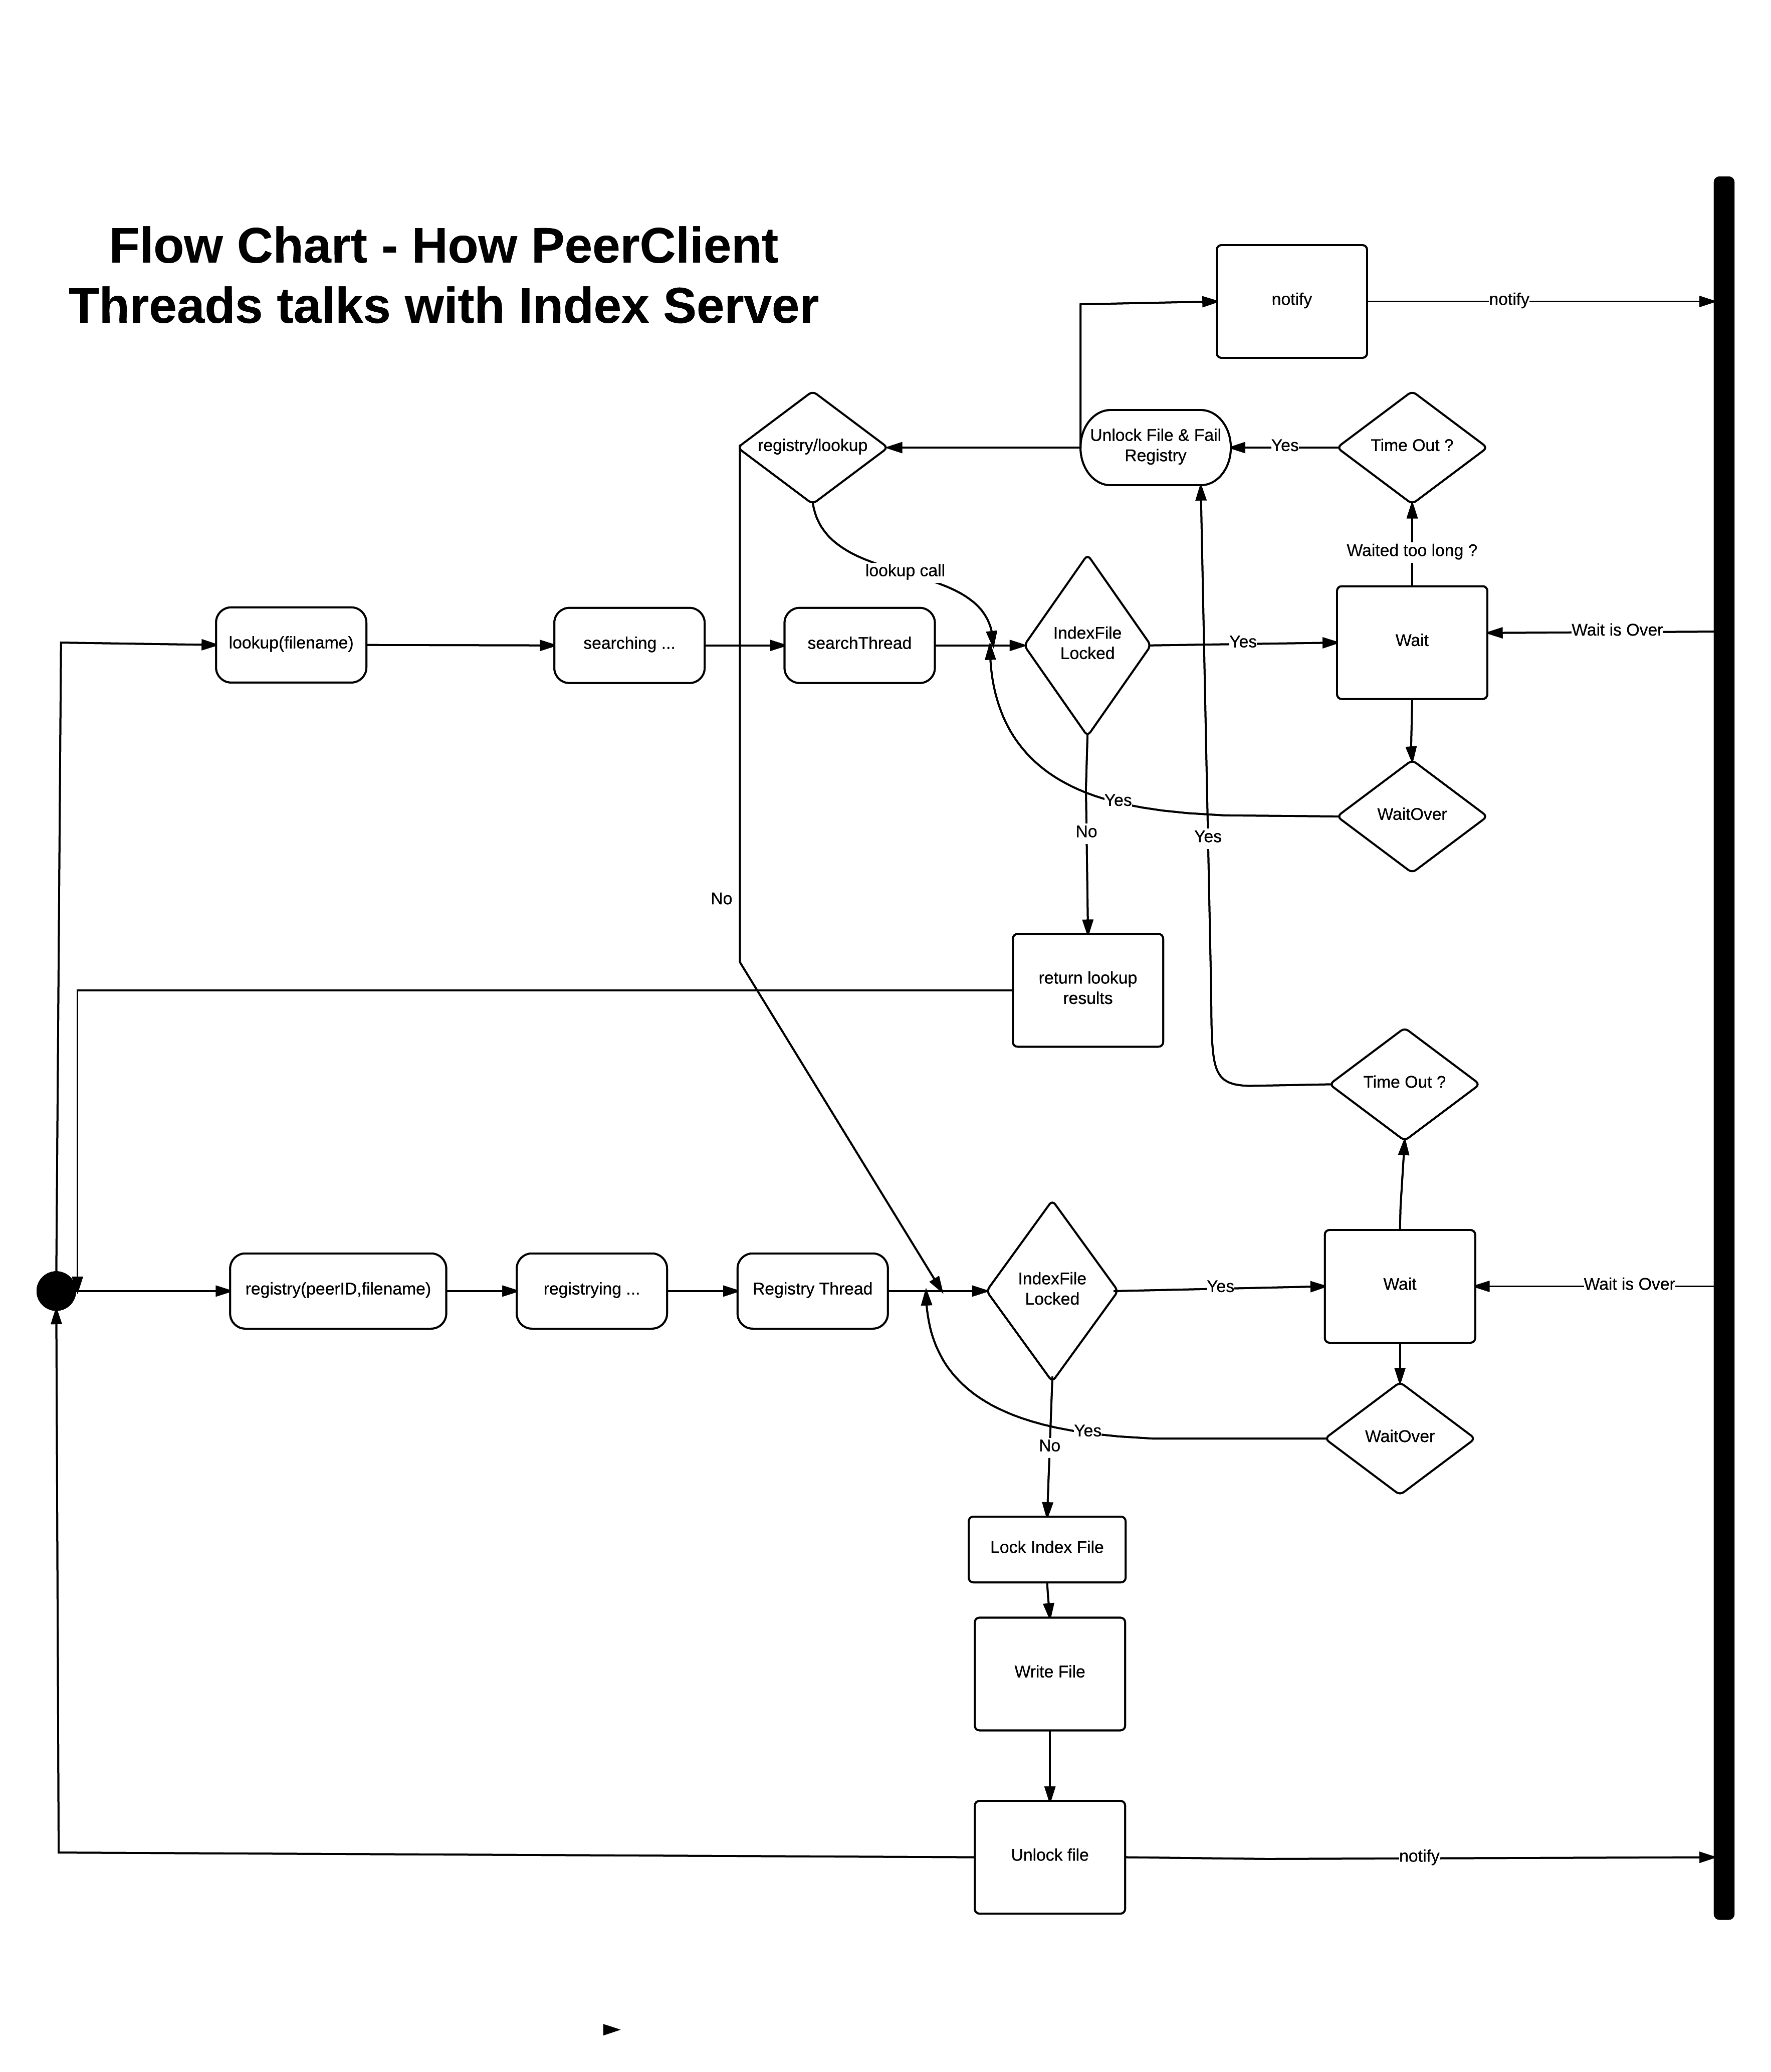 Flow Chart - How PeerClient
Threads talks with Index Server
notify
notify
registry/lookup
Unlock File & Fail
Registry
Yes
Time Out ?
Waited too long ?
lookup call
lookup(filename)
searching ...
searchThread
IndexFile
Locked
Yes
Wait
Wait is Over
Yes
No
Yes
WaitOver
No
return lookup
results
Time Out ?
registry(peerID,filename)
registrying ...
Registry Thread
IndexFile
Locked
Yes
Wait
Wait is Over
Yes
No
WaitOver
Lock Index File
Write File
Unlock file
notify